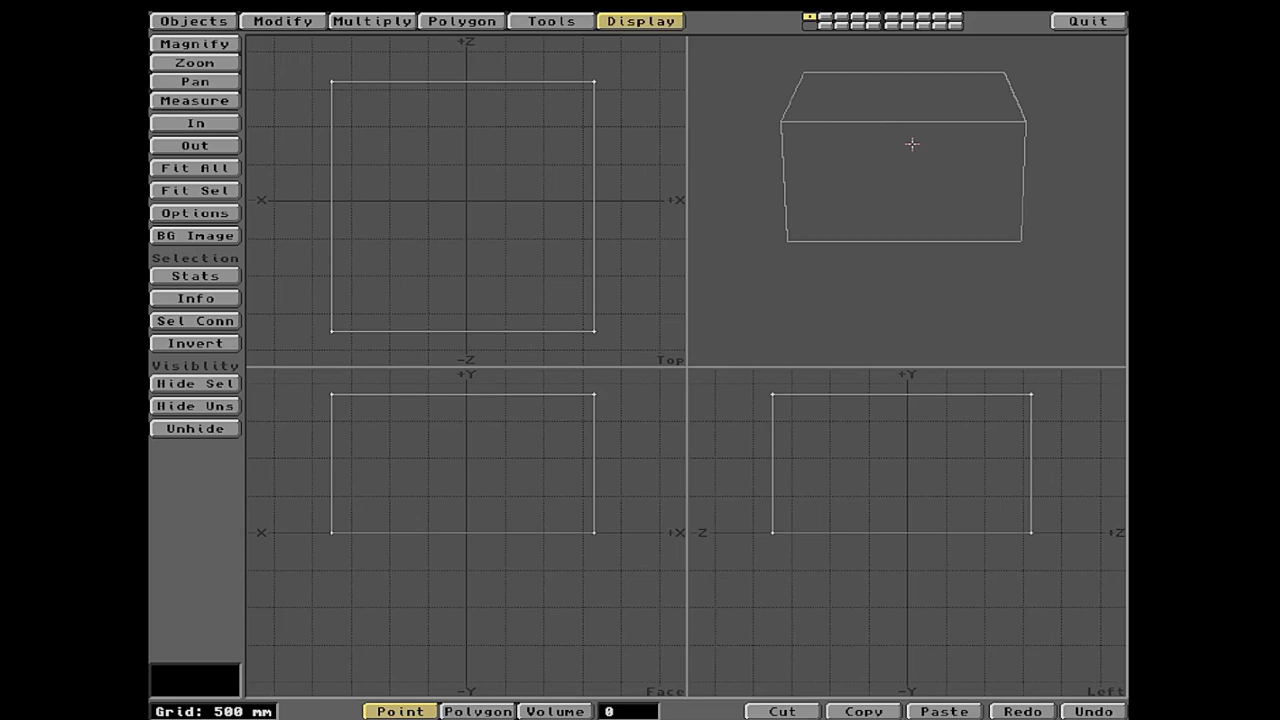 Objects Modify Multiply Polygon Tools Display Quit
Magnify
Zoom
Pan
Measure
In
Out
Fit All
Fit Sel
Options
BG Image
Selection
Stats
Info
Sel Conn
Invert
Visiblity
Hide Sel
Hide Uns
Unhide
+Z
X +X
-Z Top
+Y
X +X
-Y Face
+Y
Z +Z
-Y Left
Grid: 500 mm Point Polygon Volume 0 Cut Copy Paste Redo Undo